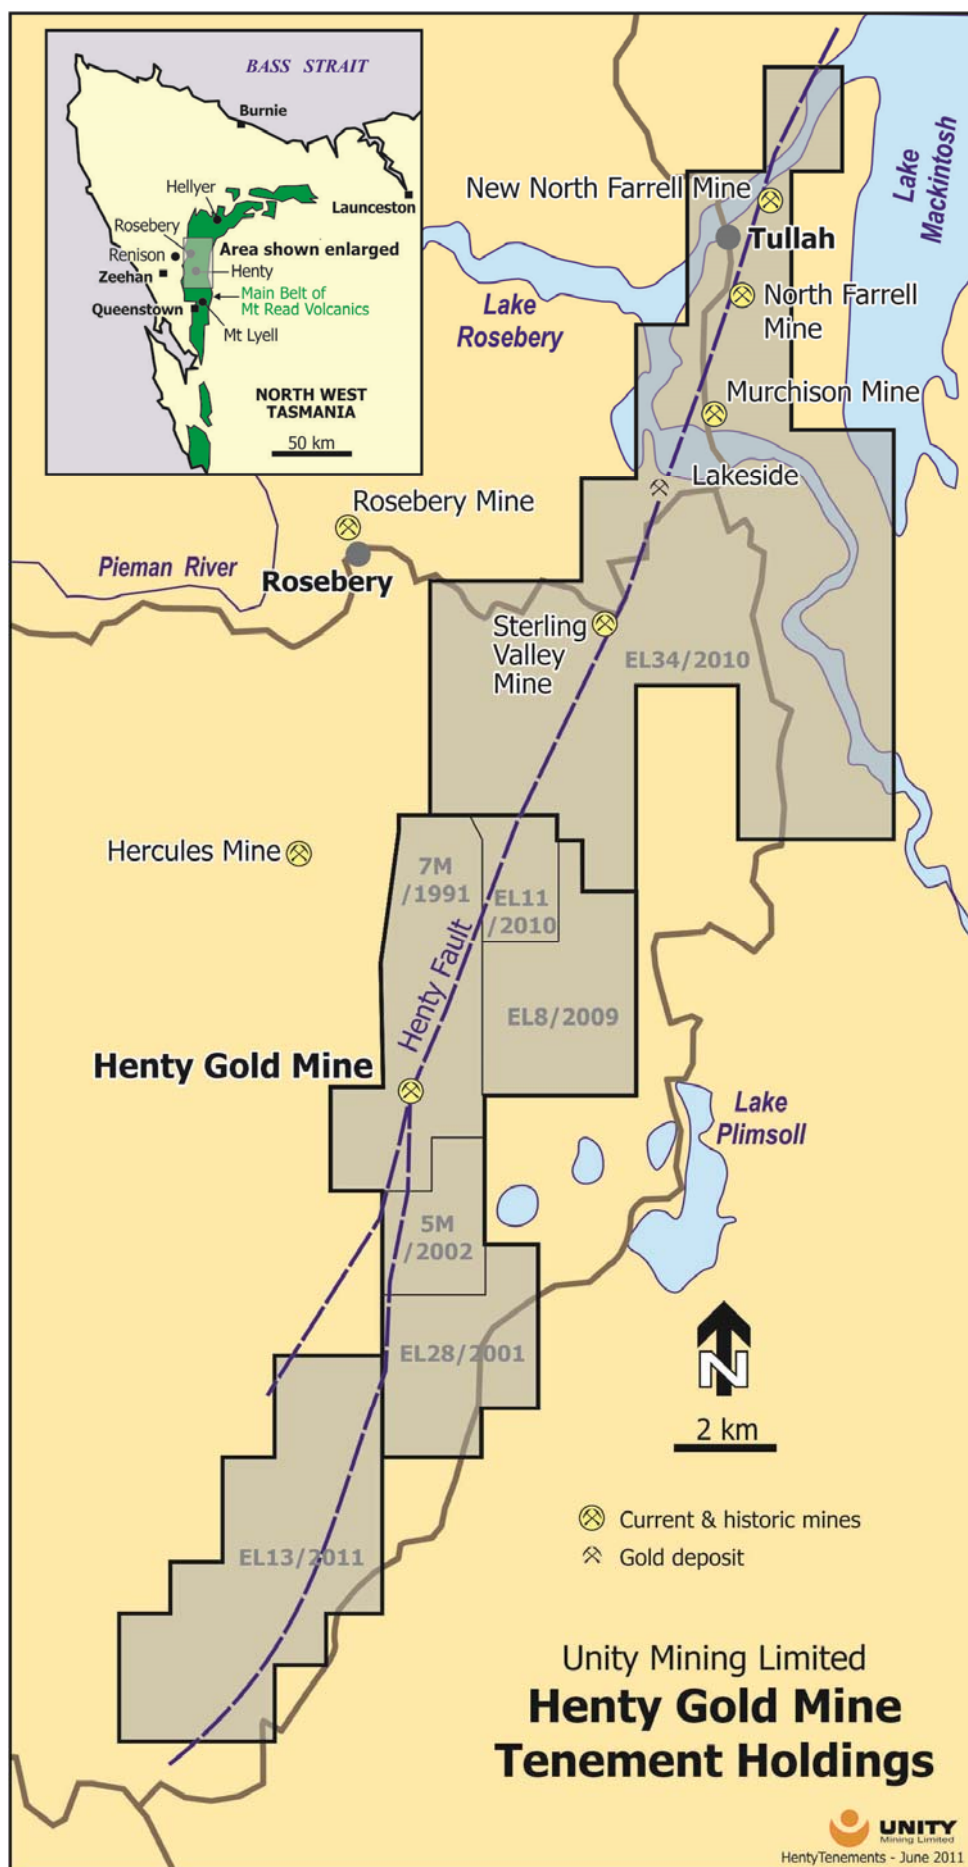 BASS STRAIT
Burnie
Hellyer
Launceston
Rosebery
Area shown enlarged
Renison
Henty
Zeehan
Main Belt of
Mt Read Volcanics
Queenstown
Mt Lyell
NORTH WEST
TASMANIA
50 km
Lake
Mackintosh
New North Farrell Mine
Tullah
Lake
Rosebery
North Farrell
Mine
Murchison Mine
Lakeside
Rosebery Mine
Pieman River
Rosebery
Sterling
Valley
Mine
EL34/2010
Hercules Mine
7M
/1991
EL11
/2010
Henty Fault
EL8/2009
Henty Gold Mine
Lake
Plimsoll
5M
/2002
EL28/2001
N
2 km
Current & historic mines
Gold deposit
EL13/2011
Unity Mining Limited
Henty Gold Mine
Tenement Holdings
UNITY
Mining Limited
HentyTenements - June 2011